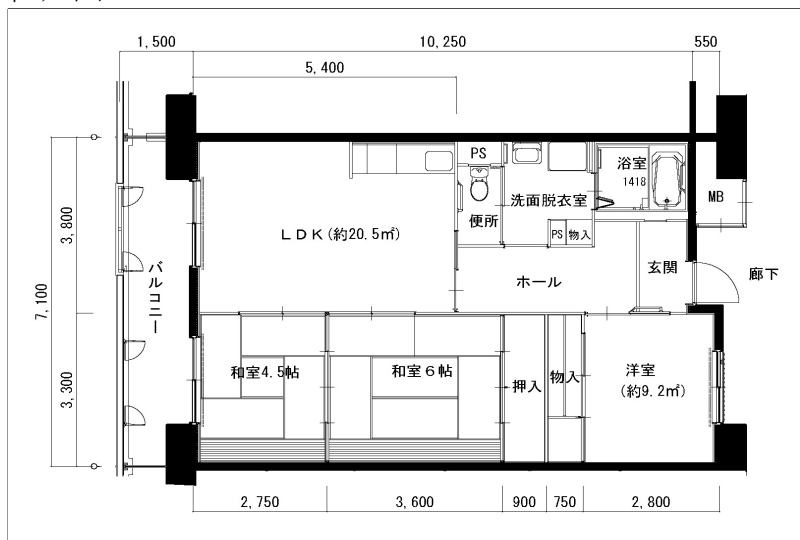 1,500
10,250
550
5,400
PS
浴室
1418
洗面脱衣室
MB
便所
PS
物入
LDK(約20.5㎡)
3,800
7,100
バルコニー
ホール
玄関
廊下
和室4.5帖
和室6帖
押入
物入
洋室
(約9.2㎡)
3,300
2,750
3,600
900
750
2,800